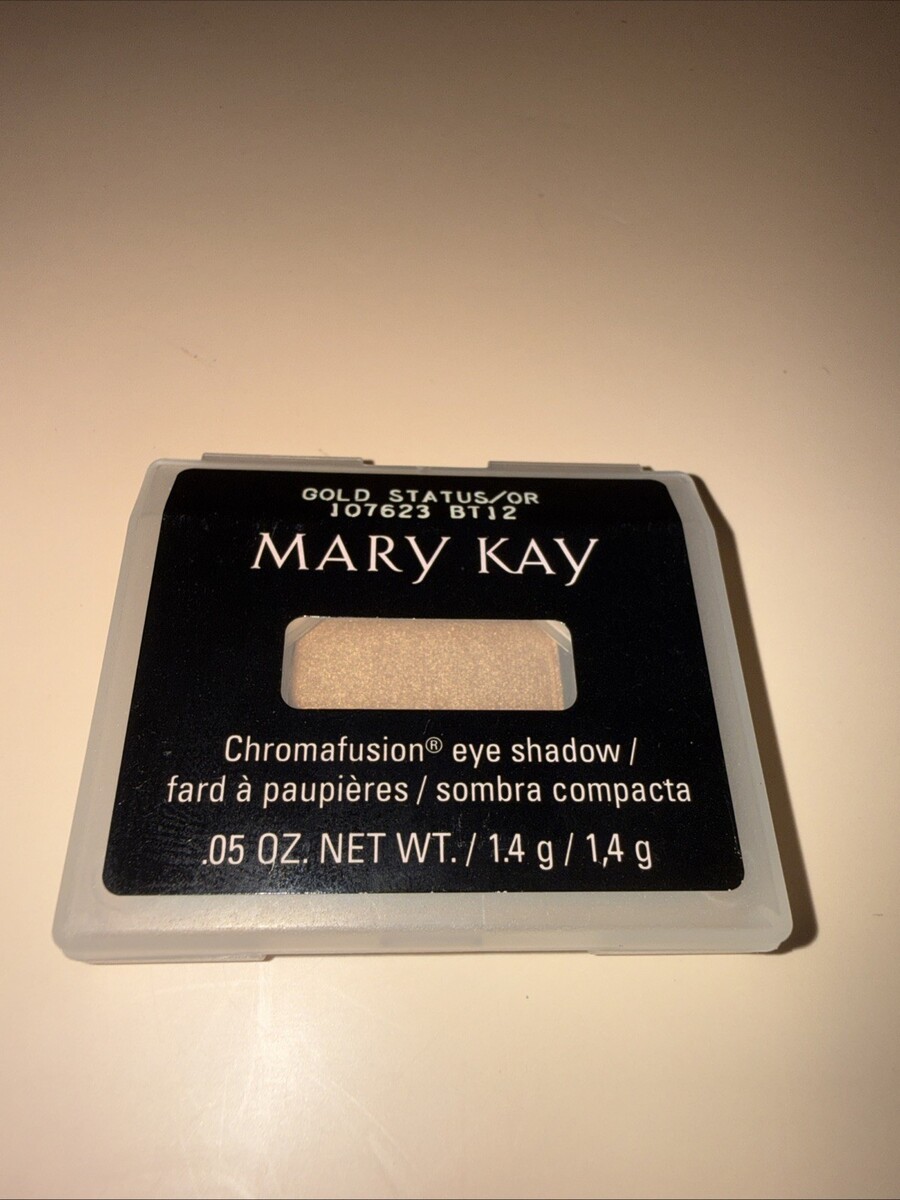 GOLD STATUS/OR
107623 BT12
MARY KAY
Chromafusion® eye shadow /
fard à paupières / sombra compacta
.05 OZ. NET WT. / 1.4 g / 1,4 g